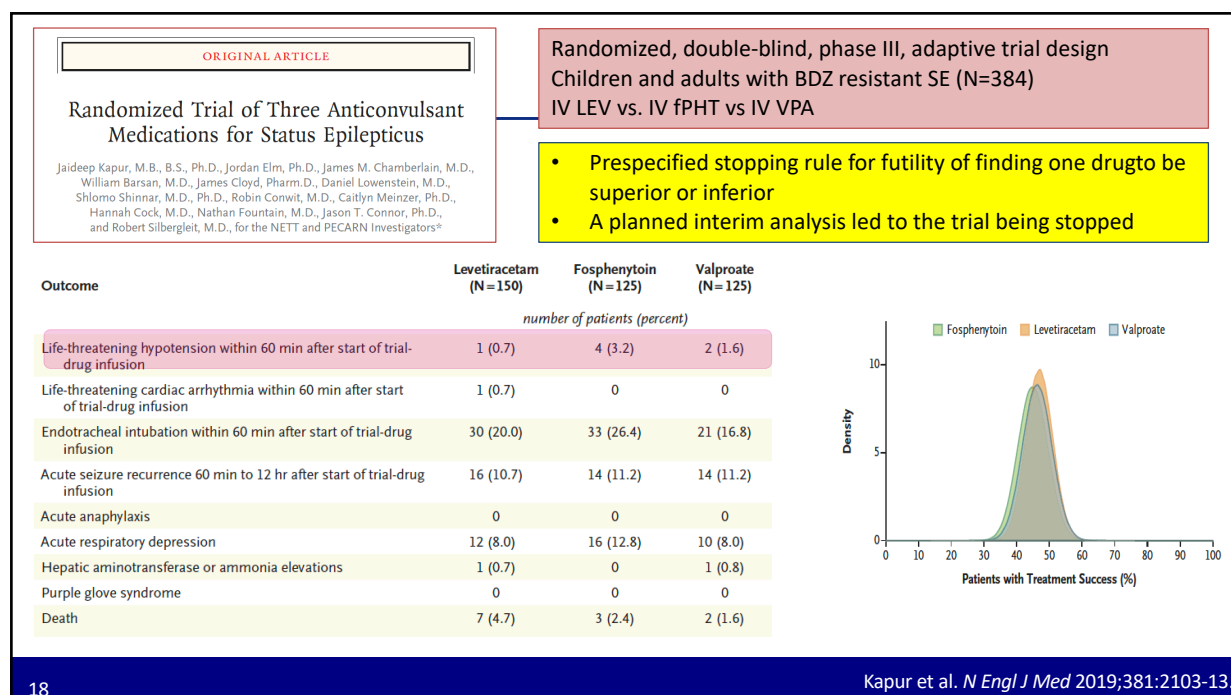 ORIGINAL ARTICLE
Randomized Trial of Three Anticonvulsant
Medications for Status Epilepticus
Jaideep Kapur, M.B., B.S., Ph.D., Jordan Elm, Ph.D., James M. Chamberlain, M.D.,
William Barsan, M.D., James Cloyd, Pharm.D., Daniel Lowenstein, M.D.,
Shlomo Shinnar, M.D., Ph.D., Robin Conwit, M.D., Caitlyn Meinzer, Ph.D.,
Hannah Cock, M.D., Nathan Fountain, M.D., Jason T. Connor, Ph.D.,
and Robert Silbergleit, M.D., for the NETT and PECARN Investigators*
Randomized, double-blind, phase III, adaptive trial design
Children and adults with BDZ resistant SE (N=384)
IV LEV vs. IV fPHT vs IV VPA
• Prespecified stopping rule for futility of finding one drugto be
superior or inferior
• A planned interim analysis led to the trial being stopped
Outcome Levetiracetam (N=150) Fosphenytoin (N=125) Valproate (N=125)
number of patients (percent)
Life-threatening hypotension within 60 min after start of trial- 1 (0.7) 4 (3.2) 2 (1.6)
drug infusion
Life-threatening cardiac arrhythmia within 60 min after start 1 (0.7) 0 0
of trial-drug infusion
Endotracheal intubation within 60 min after start of trial-drug 30 (20.0) 33 (26.4) 21 (16.8)
infusion
Acute seizure recurrence 60 min to 12 hr after start of trial-drug 16 (10.7) 14 (11.2) 14 (11.2)
infusion
Acute anaphylaxis 0 0 0
Acute respiratory depression 12 (8.0) 16 (12.8) 10 (8.0)
Hepatic aminotransferase or ammonia elevations 1 (0.7) 0 1 (0.8)
Purple glove syndrome 0 0 0
Death 7 (4.7) 3 (2.4) 2 (1.6)
Fosphenytoin Levetiracetam Valproate
10
5
0
Density
0 10 20 30 40 50 60 70 80 90 100
Patients with Treatment Success (%)
18
Kapur et al. N Engl J Med 2019;381:2103-13